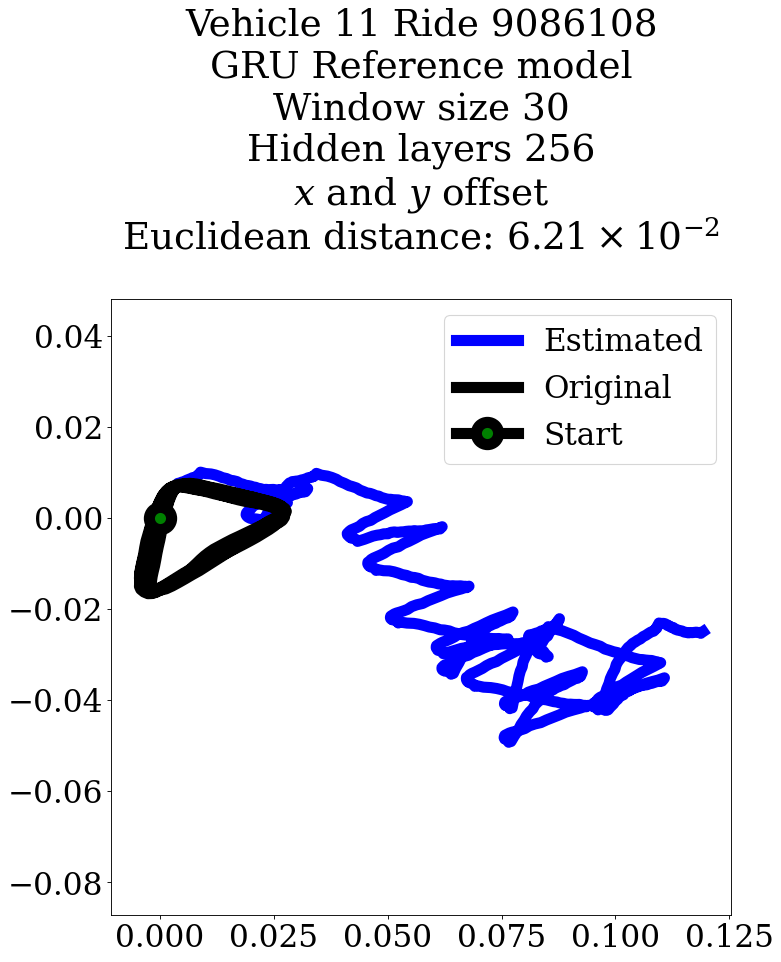 Vehicle 11 Ride 9086108
GRU Reference model
Window size 30
Hidden layers 256
x and y offset
Euclidean distance: 6.21 × 10⁻²
Estimated
Original
Start
0.04
0.02
0.00
−0.02
−0.04
−0.06
−0.08
0.000 0.025 0.050 0.075 0.100 0.125